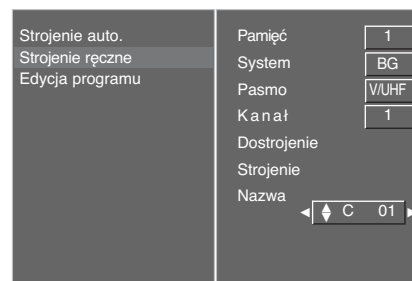 Strojenie auto.
Strojenie ręczne
Edycja programu
Pamięć 1
System BG
Pasmo V/UHF
Kanał 1
Dostrojenie
Strojenie
Nazwa
C 01